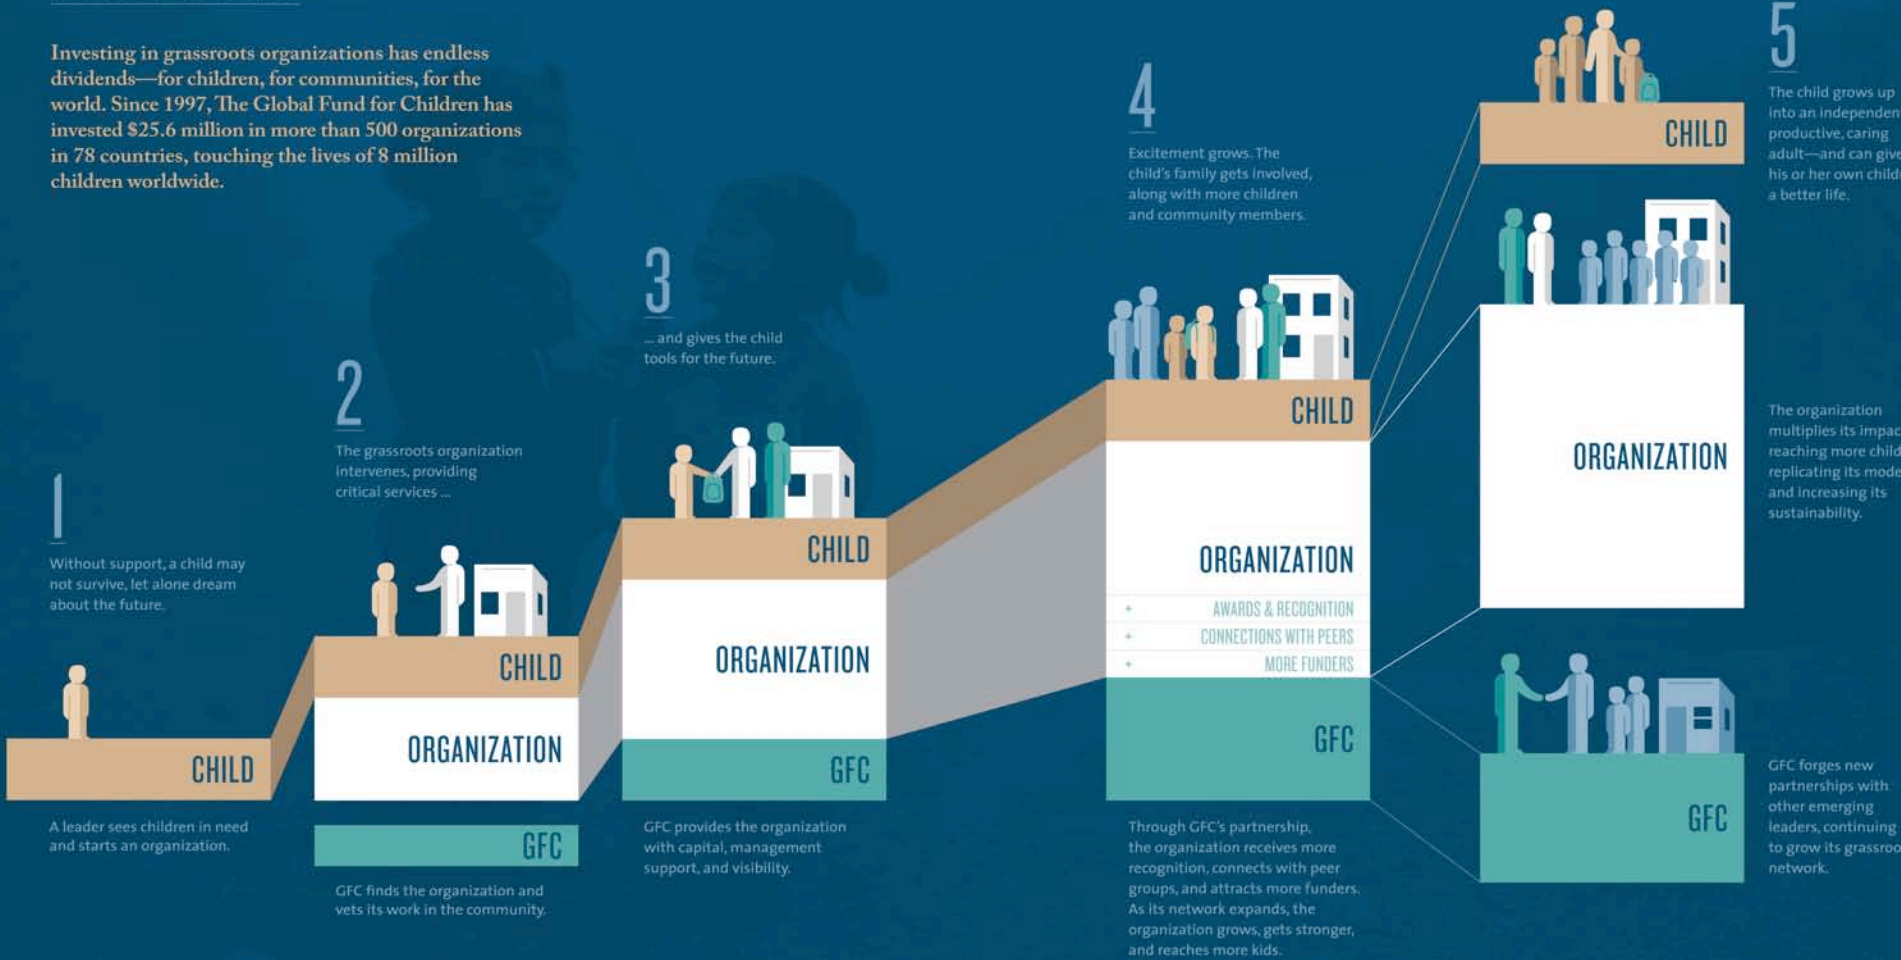 Investing in grassroots organizations has endless
dividends—for children, for communities, for the
world. Since 1997, The Global Fund for Children has
invested $25.6 million in more than 500 organizations
in 78 countries, touching the lives of 8 million
children worldwide.
1
Without support, a child may
not survive, let alone dream
about the future.
CHILD
A leader sees children in need
and starts an organization.
2
The grassroots organization
intervenes, providing
critical services ...
CHILD
ORGANIZATION
GFC
GFC finds the organization and
vets its work in the community.
3
... and gives the child
tools for the future.
CHILD
ORGANIZATION
GFC
GFC provides the organization
with capital, management
support, and visibility.
4
Excitement grows. The
child's family gets involved,
along with more children
and community members.
CHILD
ORGANIZATION
+ AWARDS & RECOGNITION
+ CONNECTIONS WITH PEERS
+ MORE FUNDERS
GFC
Through GFC's partnership,
the organization receives more
recognition, connects with peer
groups, and attracts more funders.
As its network expands, the
organization grows, gets stronger,
and reaches more kids.
5
The child grows up
into an independen
productive, caring
adult—and can give
his or her own child
a better life.
CHILD
ORGANIZATION
The organization
multiplies its impac
reaching more child
replicating its mode
and increasing its
sustainability.
GFC
GFC forges new
partnerships with
other emerging
leaders, continuing
to grow its grassroo
network.